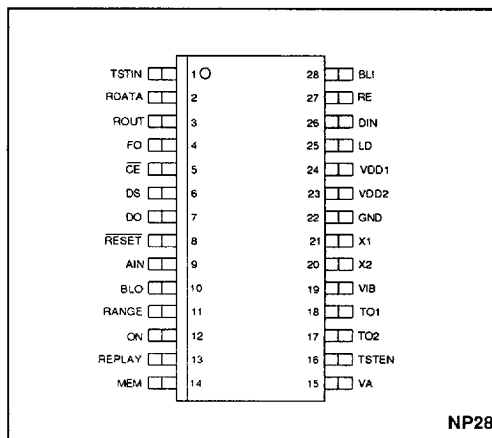 TSTIN 1 28 BLI
RDATA 2 27 RE
ROUT 3 26 DIN
FO 4 25 LD
CE 5 24 VDD1
DS 6 23 VDD2
DO 7 22 GND
RESET 8 21 X1
AIN 9 20 X2
BLO 10 19 VIB
RANGE 11 18 TO1
ON 12 17 TO2
REPLAY 13 16 TSTEN
MEM 14 15 VA
NP28